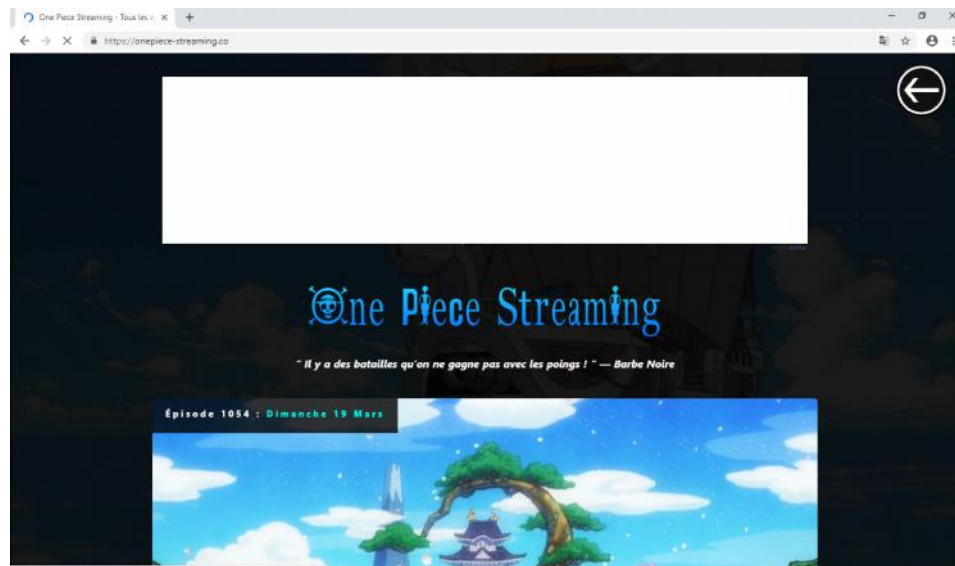 One Piece Streaming - Tous les é
https://onepiece-streaming.co
One Piece Streaming
" Il y a des batailles qu'on ne gagne pas avec les poings ! " — Barbe Noire
Épisode 1054 : Dimanche 19 Mars